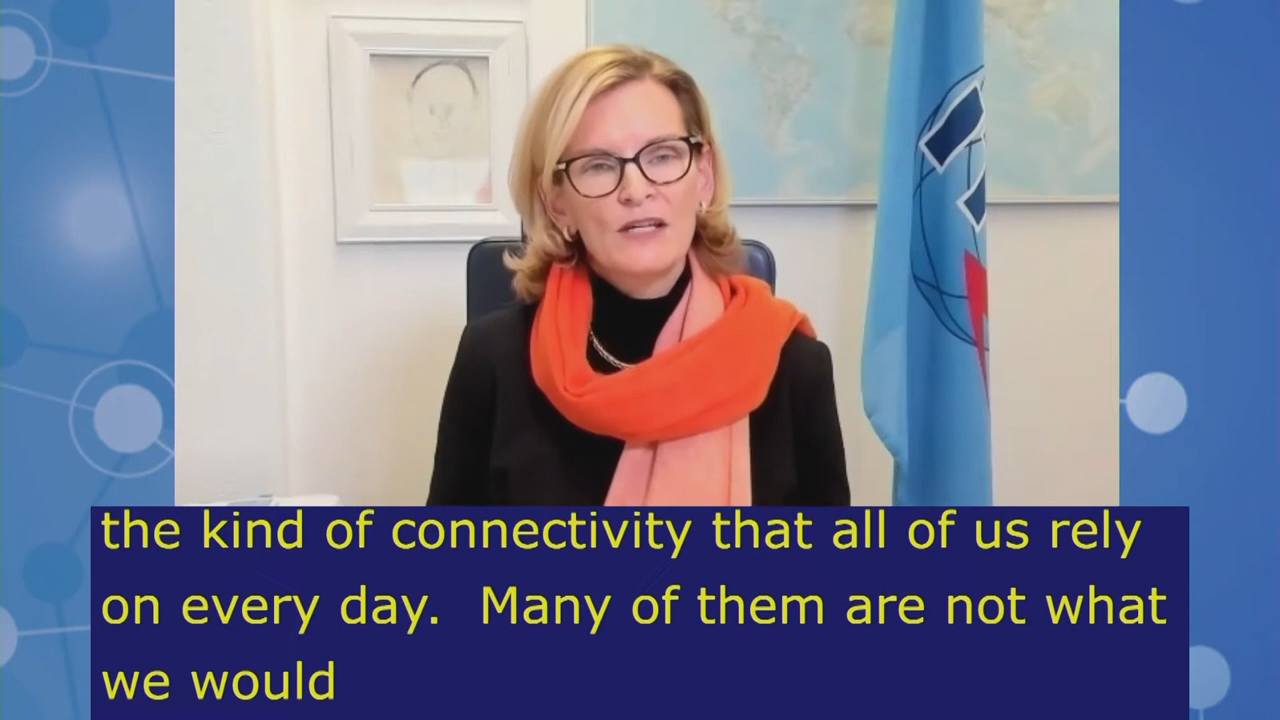 the kind of connectivity that all of us rely
on every day.  Many of them are not what
we would